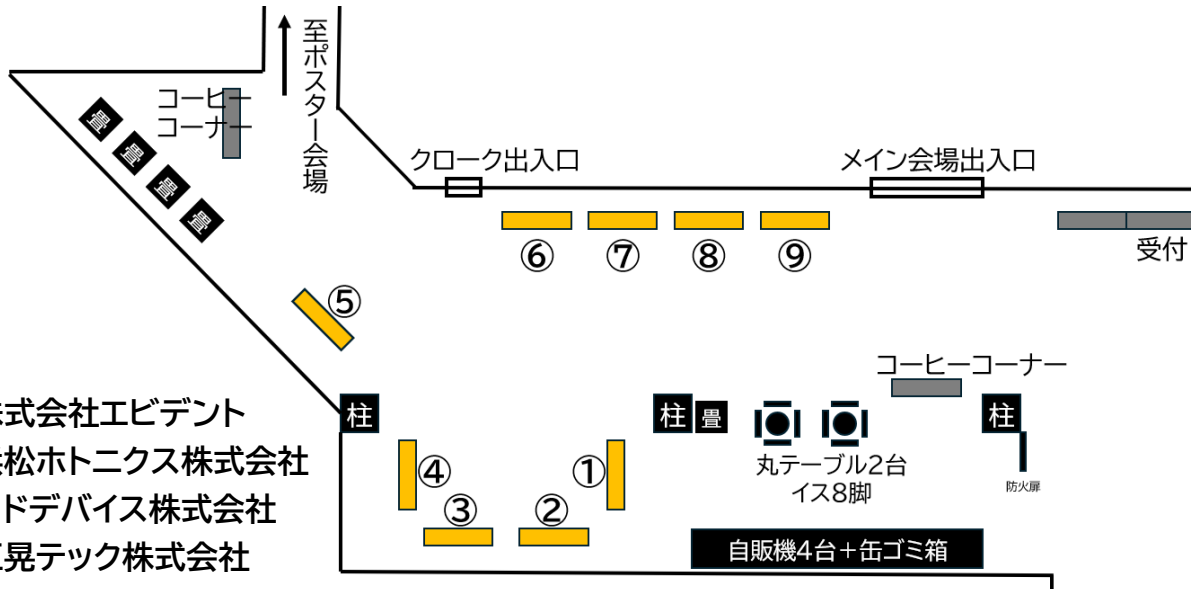 至ポスター会場
コーヒー
コーナー
畳
畳
畳
畳
クローク出入口
メイン会場出入口
⑥
⑦
⑧
⑨
受付
⑤
コーヒーコーナー
柱
柱
畳
柱
式会社エビデント
松ホトニクス株式会社
ドデバイス株式会社
晃テック株式会社
④
①
③
②
丸テーブル2台
イス8脚
防火扉
自販機4台+缶ゴミ箱